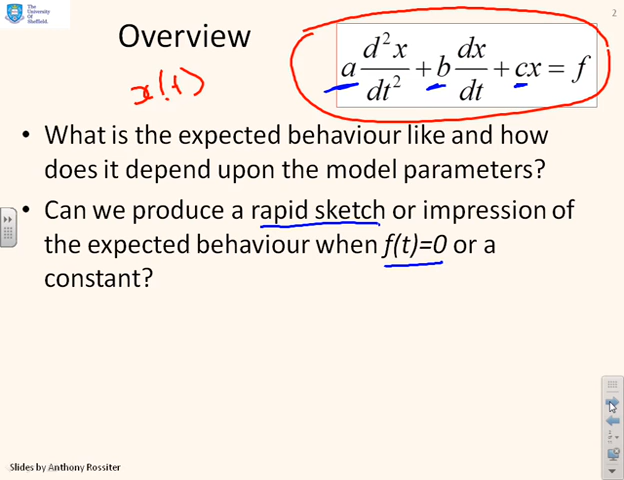 The University Of Sheffield.
2
Overview
x(t)
a d²x/dt² + b dx/dt + cx = f
• What is the expected behaviour like and how
does it depend upon the model parameters?
• Can we produce a rapid sketch or impression of
the expected behaviour when f(t)=0 or a
constant?
Slides by Anthony Rossiter